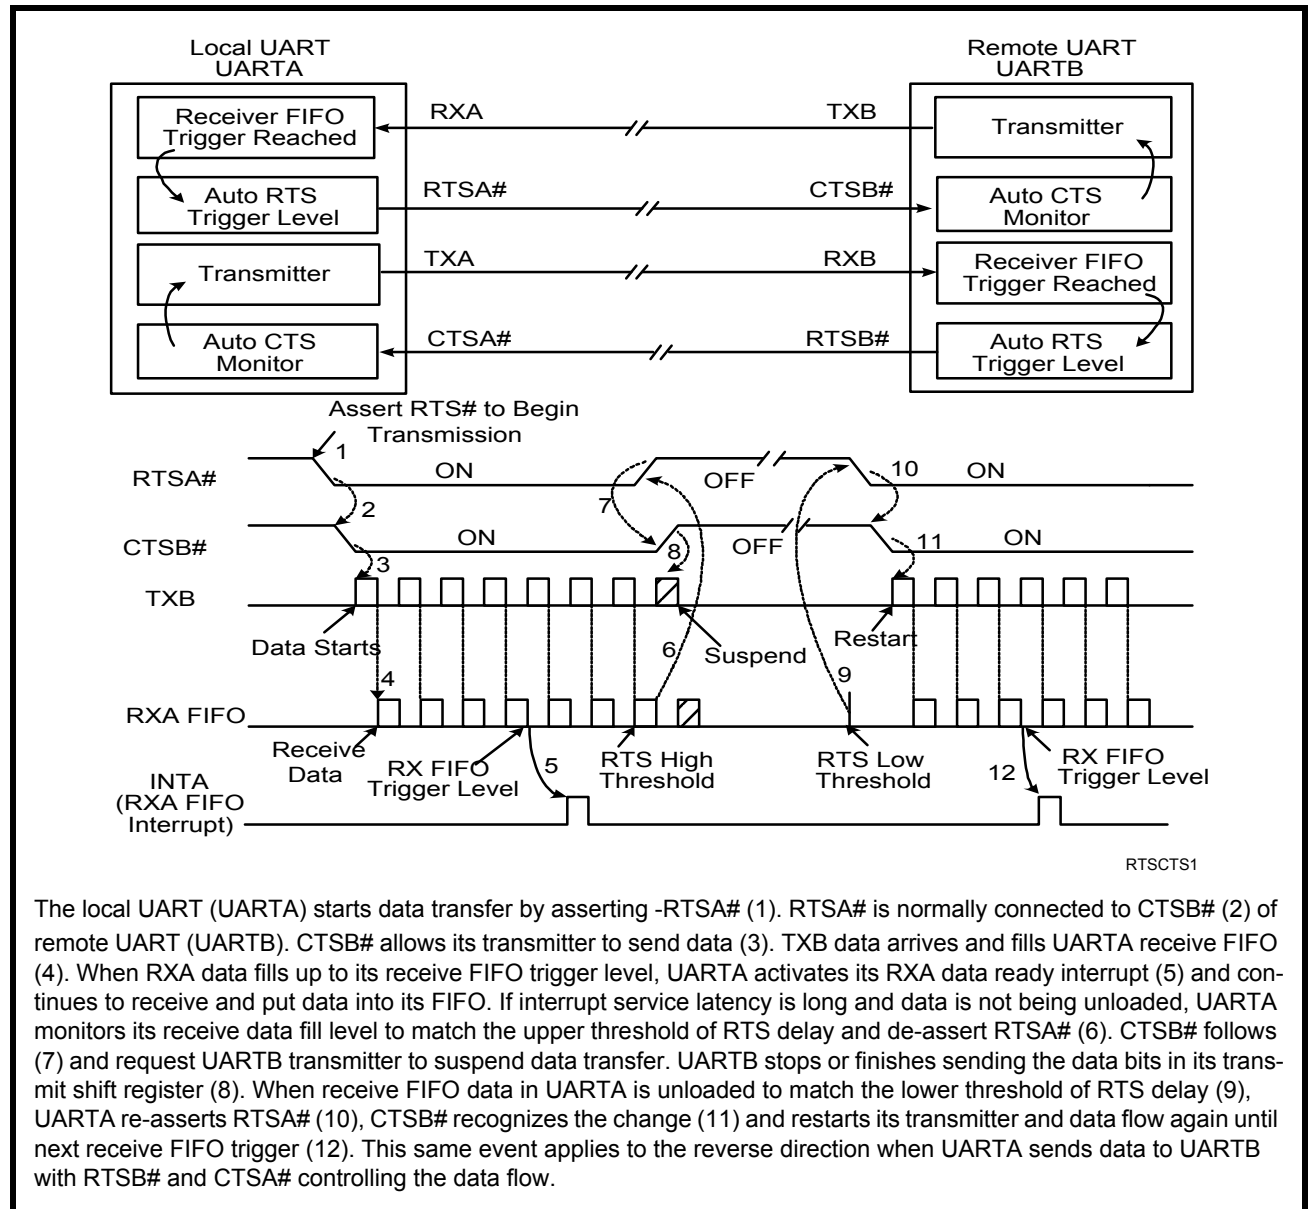 Local UART
UARTA
Remote UART
UARTB
Receiver FIFO
Trigger Reached
RXA
TXB
Transmitter
Auto RTS
Trigger Level
RTSA#
CTSB#
Auto CTS
Monitor
Transmitter
TXA
RXB
Receiver FIFO
Trigger Reached
Auto CTS
Monitor
CTSA#
RTSB#
Auto RTS
Trigger Level
Assert RTS# to Begin
Transmission
1
RTSA#
ON
OFF
10
ON
2
7
CTSB#
ON
8
OFF
11
ON
3
TXB
Data Starts
6
Suspend
Restart
4
9
RXA FIFO
Receive
Data
RX FIFO
Trigger Level
5
RTS High
Threshold
RTS Low
Threshold
12
RX FIFO
Trigger Level
INTA
(RXA FIFO
Interrupt)
RTSCTS1
The local UART (UARTA) starts data transfer by asserting -RTSA# (1). RTSA# is normally connected to CTSB# (2) of
remote UART (UARTB). CTSB# allows its transmitter to send data (3). TXB data arrives and fills UARTA receive FIFO
(4). When RXA data fills up to its receive FIFO trigger level, UARTA activates its RXA data ready interrupt (5) and con-
tinues to receive and put data into its FIFO. If interrupt service latency is long and data is not being unloaded, UARTA
monitors its receive data fill level to match the upper threshold of RTS delay and de-assert RTSA# (6). CTSB# follows
(7) and request UARTB transmitter to suspend data transfer. UARTB stops or finishes sending the data bits in its trans-
mit shift register (8). When receive FIFO data in UARTA is unloaded to match the lower threshold of RTS delay (9),
UARTA re-asserts RTSA# (10), CTSB# recognizes the change (11) and restarts its transmitter and data flow again until
next receive FIFO trigger (12). This same event applies to the reverse direction when UARTA sends data to UARTB
with RTSB# and CTSA# controlling the data flow.